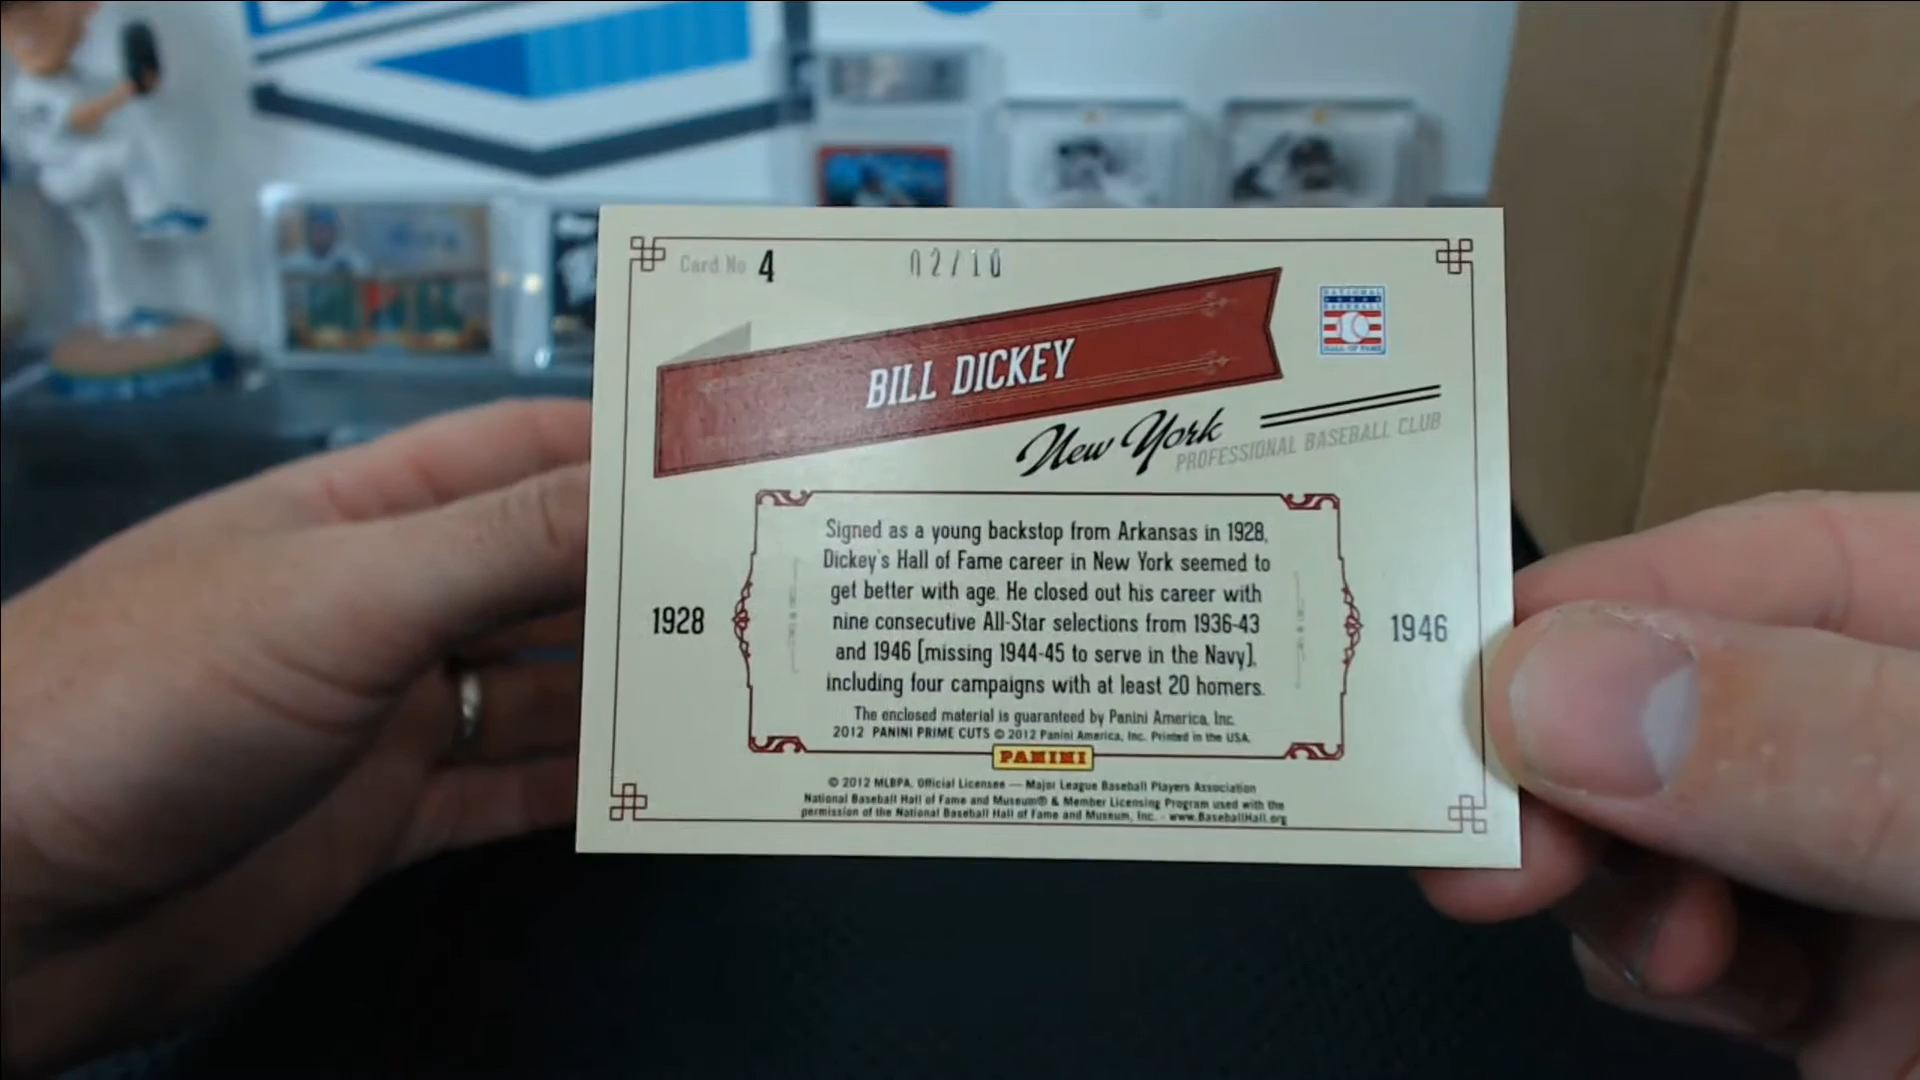 Card No 4
02/10
BILL DICKEY
NATIONAL
BASEBALL
HALL OF FAME
New York
PROFESSIONAL BASEBALL CLUB
Signed as a young backstop from Arkansas in 1928,
Dickey's Hall of Fame career in New York seemed to
get better with age. He closed out his career with
nine consecutive All-Star selections from 1936-43
and 1946 (missing 1944-45 to serve in the Navy),
including four campaigns with at least 20 homers.
1928
1946
The enclosed material is guaranteed by Panini America, Inc.
2012 PANINI PRIME CUTS © 2012 Panini America, Inc. Printed in the USA.
PANINI
© 2012 MLBPA, Official Licensee — Major League Baseball Players Association
National Baseball Hall of Fame and Museum® & Member Licensing Program used with the
permission of the National Baseball Hall of Fame and Museum, Inc. - www.BaseballHall.org